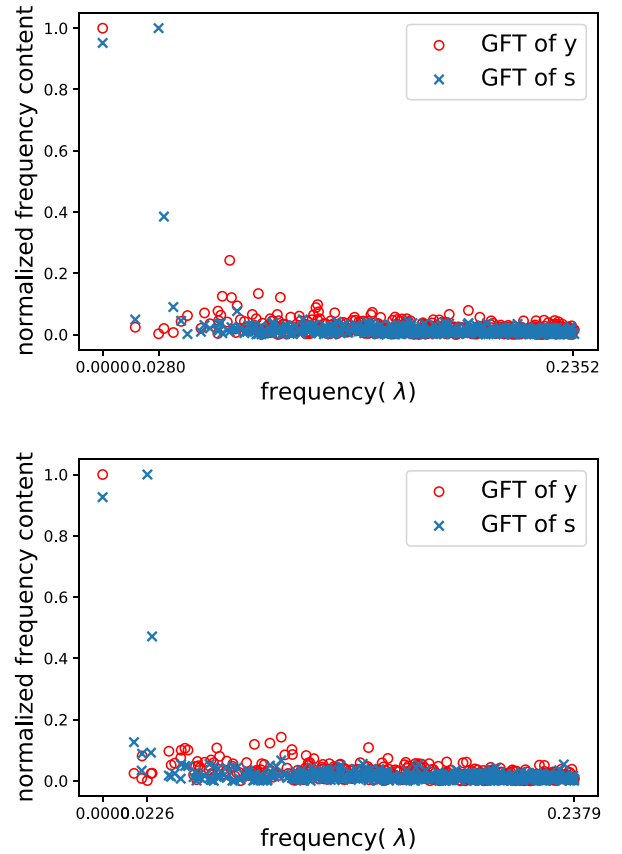 normalized frequency content
1.0
0.8
0.6
0.4
0.2
0.0
GFT of y
GFT of s
0.0000 0.0280 0.2352
frequency( λ)
normalized frequency content
1.0
0.8
0.6
0.4
0.2
0.0
GFT of y
GFT of s
0.0000 0.0226 0.2379
frequency( λ)